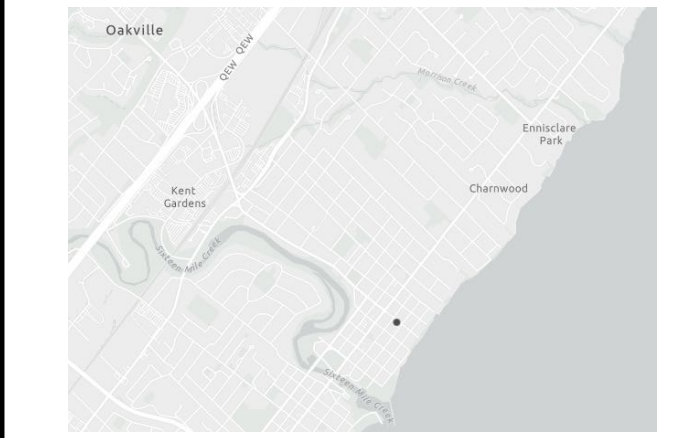 Oakville
QEW QEW
Morrison Creek
Ennisclare
Park
Kent
Gardens
Charnwood
Sixteen Mile Creek
Sixteen Mile Creek